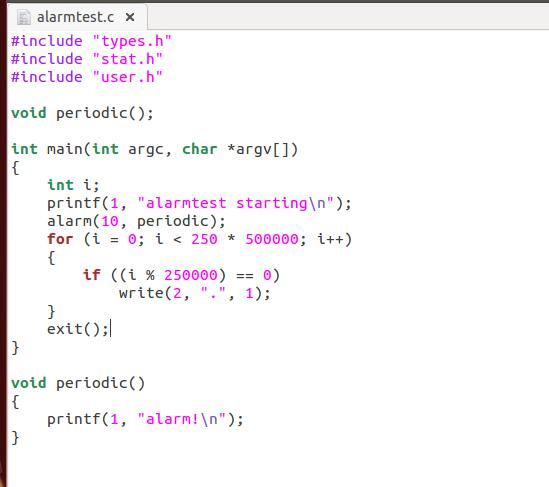 alarmtest.c ×
#include "types.h"
#include "stat.h"
#include "user.h"

void periodic();

int main(int argc, char *argv[])
{
    int i;
    printf(1, "alarmtest starting\n");
    alarm(10, periodic);
    for (i = 0; i < 250 * 500000; i++)
    {
        if ((i % 250000) == 0)
            write(2, ".", 1);
    }
    exit();
}

void periodic()
{
    printf(1, "alarm!\n");
}